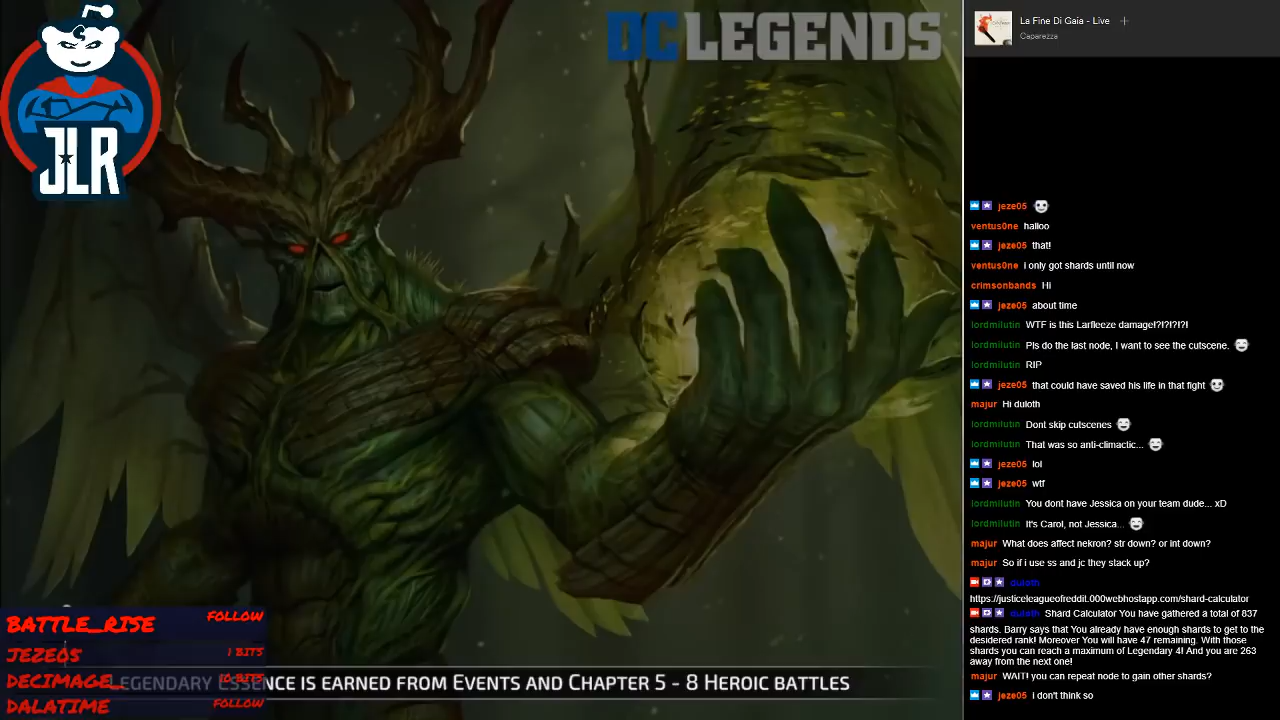 DC LEGENDS
JLR
BATTLE_RISE
FOLLOW
JEZE05
1 BITS
DECIMAGE_
10 BITS
DALATIME
FOLLOW
LEGENDARY ESSENCE IS EARNED FROM EVENTS AND CHAPTER 5 - 8 HEROIC BATTLES
La Fine Di Gaia - Live
Caparezza
jeze05
ventus0ne halloo
jeze05 that!
ventus0ne i only got shards until now
crimsonbands Hi
jeze05 about time
lordmilutin WTF is this Larfleeze damage!?!?!?!
lordmilutin Pls do the last node, I want to see the cutscene.
lordmilutin RIP
jeze05 that could have saved his life in that fight
majur Hi duloth
lordmilutin Dont skip cutscenes
lordmilutin That was so anti-climactic...
jeze05 lol
jeze05 wtf
lordmilutin You dont have Jessica on your team dude... xD
lordmilutin It's Carol, not Jessica...
majur What does affect nekron? str down? or int down?
majur So if i use ss and jc they stack up?
duloth
https://justiceleagueofreddit.000webhostapp.com/shard-calculator
duloth Shard Calculator You have gathered a total of 837
shards. Barry says that You already have enough shards to get to the
desidered rank! Moreover You will have 47 remaining. With those
shards you can reach a maximum of Legendary 4! And you are 263
away from the next one!
majur WAIT! you can repeat node to gain other shards?
jeze05 i don't think so